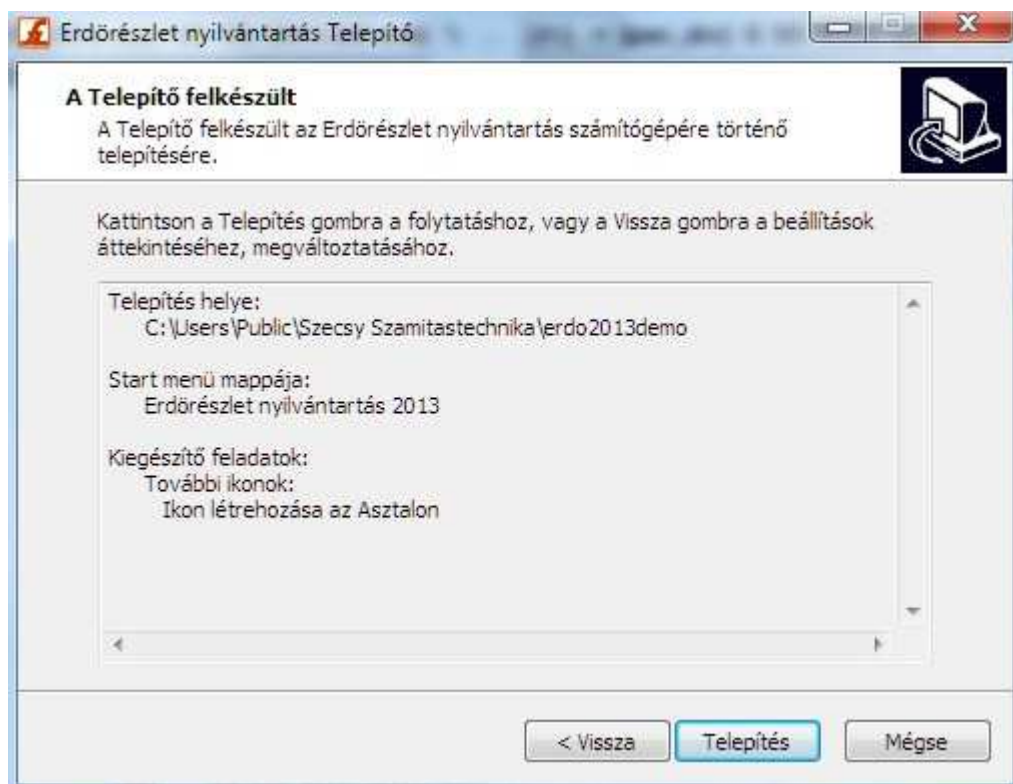 Erdörészlet nyilvántartás Telepítő
A Telepítő felkészült
A Telepítő felkészült az Erdörészlet nyilvántartás számítógépére történő
telepítésére.
Kattintson a Telepítés gombra a folytatáshoz, vagy a Vissza gombra a beállítások
áttekintéséhez, megváltoztatásához.
Telepítés helye:
C:\Users\Public\Szecsy Szamitastechnika\erdo2013demo
Start menü mappája:
Erdörészlet nyilvántartás 2013
Kiegészítő feladatok:
További ikonok:
Ikon létrehozása az Asztalon
< Vissza
Telepítés
Mégse